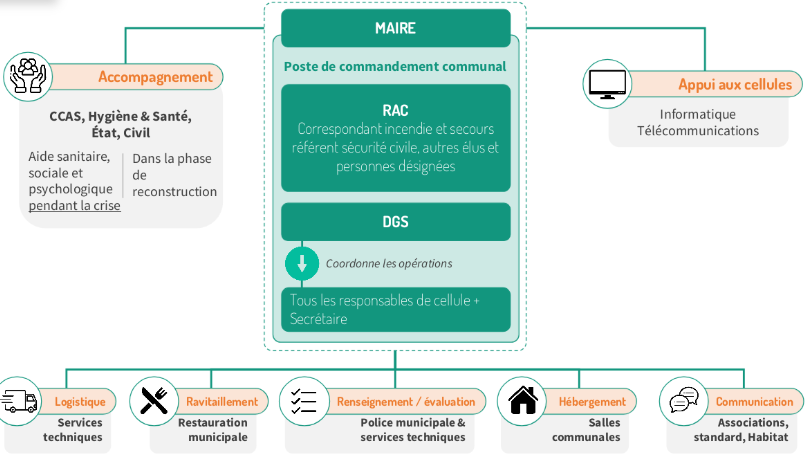 MAIRE
Poste de commandement communal
RAC
Correspondant incendie et secours
référent sécurité civile, autres élus et
personnes désignées
DGS
Coordonne les opérations
Tous les responsables de cellule +
Secrétaire
Accompagnement
CCAS, Hygiène & Santé,
État, Civil
Aide sanitaire,
sociale et
psychologique
pendant la crise
Dans la phase
de
reconstruction
Appui aux cellules
Informatique
Télécommunications
Logistique
Services
techniques
Ravitaillement
Restauration
municipale
Renseignement / évaluation
Police municipale &
services techniques
Hébergement
Salles
communales
Communication
Associations,
standard, Habitat